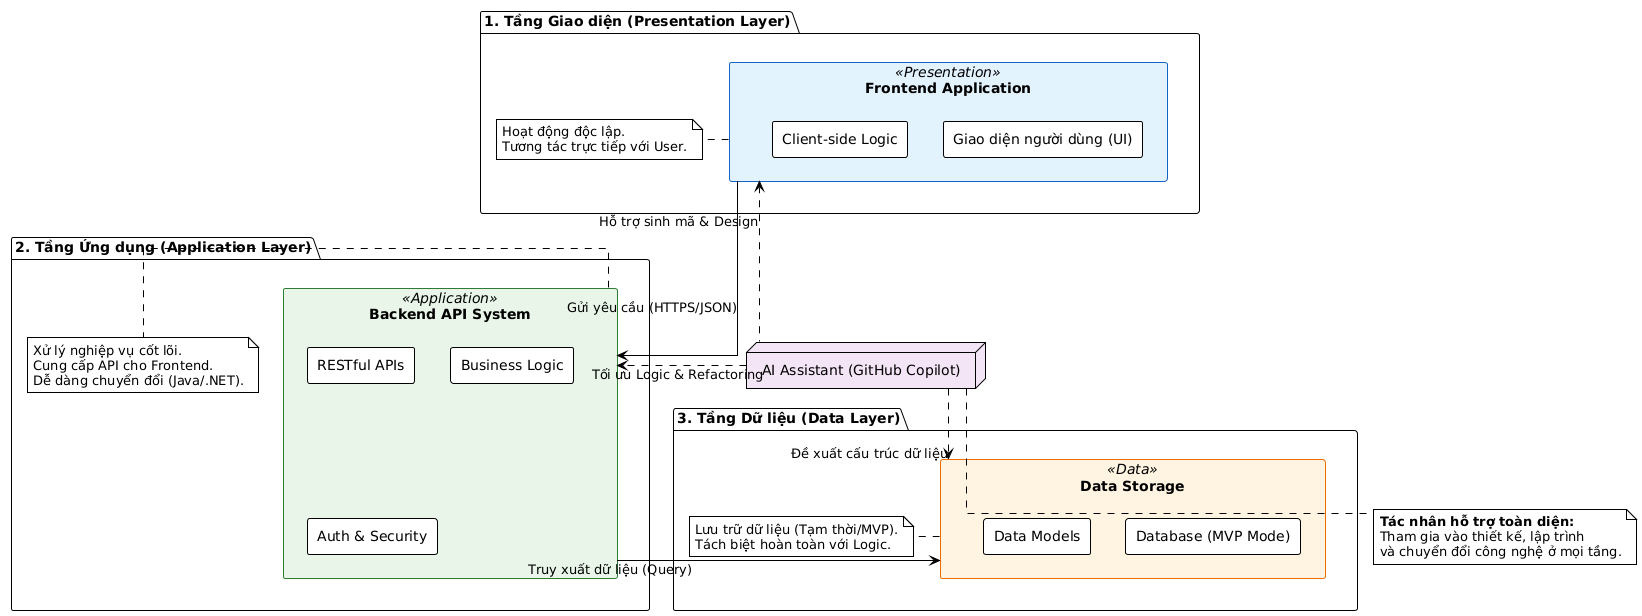 1. Tầng Giao diện (Presentation Layer)
«Presentation»
Frontend Application
Hoạt động độc lập.
Tương tác trực tiếp với User.
Client-side Logic
Giao diện người dùng (UI)
Hỗ trợ sinh mã & Design
2. Tầng Ứng dụng (Application Layer)
«Application»
Backend API System
Gửi yêu cầu (HTTPS/JSON)
Xử lý nghiệp vụ cốt lõi.
Cung cấp API cho Frontend.
Dễ dàng chuyển đổi (Java/.NET).
RESTful APIs
Business Logic
Tối ưu Logic & Refactoring
AI Assistant (GitHub Copilot)
3. Tầng Dữ liệu (Data Layer)
Đề xuất cấu trúc dữ liệu
«Data»
Data Storage
Auth & Security
Lưu trữ dữ liệu (Tạm thời/MVP).
Tách biệt hoàn toàn với Logic.
Data Models
Database (MVP Mode)
Tác nhân hỗ trợ toàn diện:
Tham gia vào thiết kế, lập trình
và chuyển đổi công nghệ ở mọi tầng.
Truy xuất dữ liệu (Query)